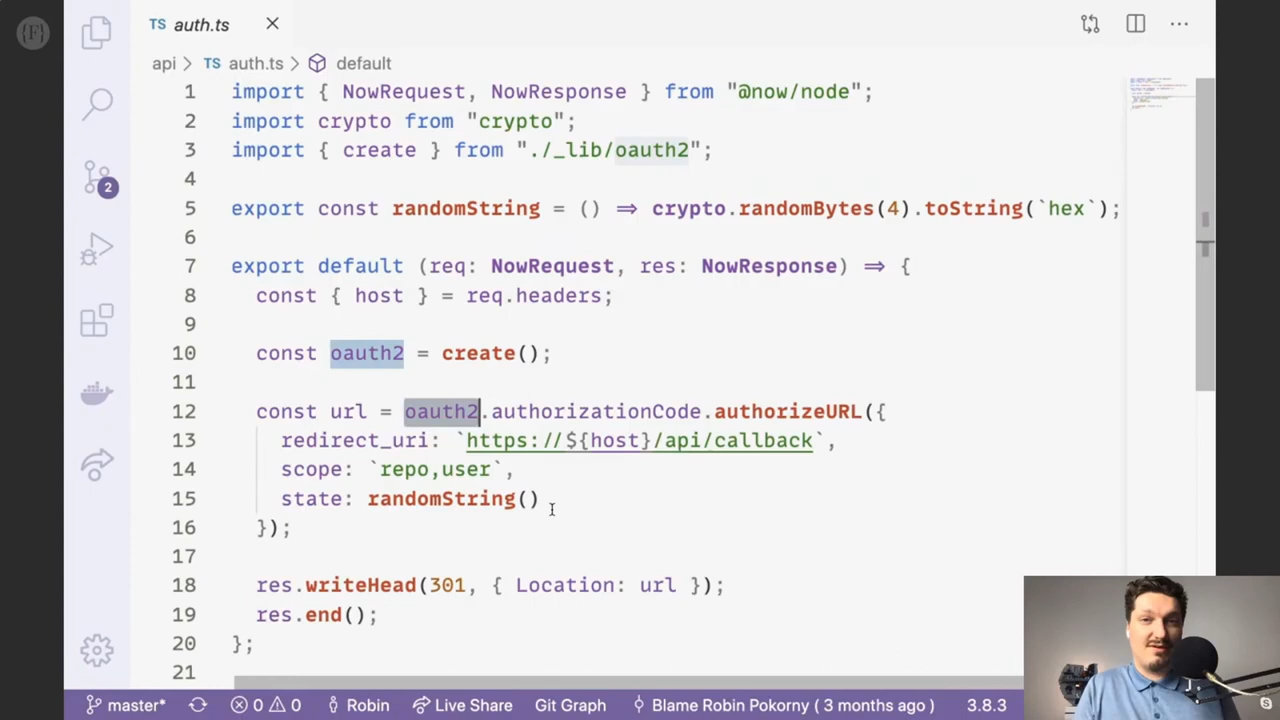 {F}
TS auth.ts
api > TS auth.ts > default
1 import { NowRequest, NowResponse } from "@now/node";
2 import crypto from "crypto";
3 import { create } from "./_lib/oauth2";
4
5 export const randomString = () ⇒ crypto.randomBytes(4).toString(`hex`);
6
7 export default (req: NowRequest, res: NowResponse) ⇒ {
8 const { host } = req.headers;
9
10 const oauth2 = create();
11
12 const url = oauth2.authorizationCode.authorizeURL({
13 redirect_uri: `https://${host}/api/callback`,
14 scope: `repo,user`,
15 state: randomString()
16 });
17
18 res.writeHead(301, { Location: url });
19 res.end();
20 };
21
2
master* 0 0 Robin Live Share Git Graph Blame Robin Pokorny ( 3 months ago ) 3.8.3